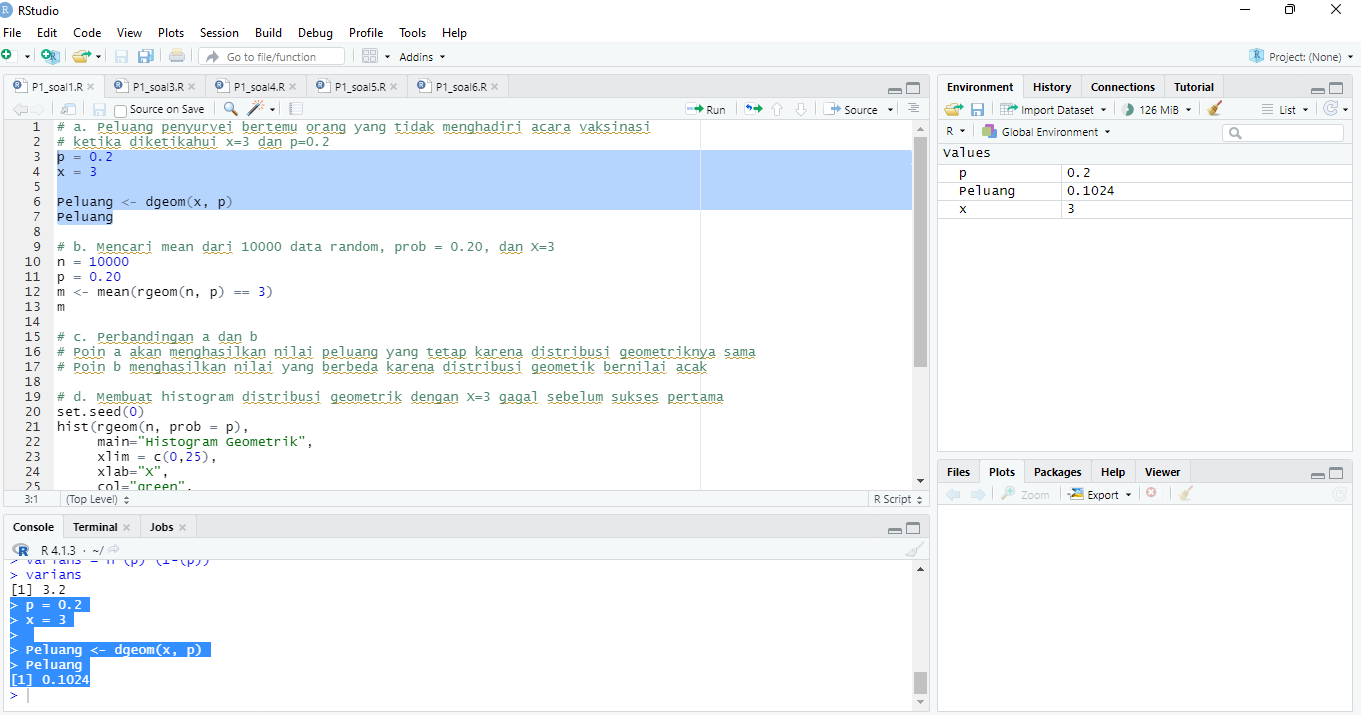 RStudio
File Edit Code View Plots Session Build Debug Profile Tools Help
Go to file/function Addins Project: (None)
P1_soal1.R P1_soal3.R P1_soal4.R P1_soal5.R P1_soal6.R
Source on Save Run Source
1 # a. Peluang penyurvei bertemu orang yang tidak menghadiri acara vaksinasi
2 # ketika diketikahui x=3 dan p=0.2
3 p = 0.2
4 x = 3
5
6 Peluang <- dgeom(x, p)
7 Peluang
8
9 # b. Mencari mean dari 10000 data random, prob = 0.20, dan X=3
10 n = 10000
11 p = 0.20
12 m <- mean(rgeom(n, p) == 3)
13 m
14
15 # c. Perbandingan a dan b
16 # Poin a akan menghasilkan nilai peluang yang tetap karena distribusi geometriknya sama
17 # Poin b menghasilkan nilai yang berbeda karena distribusi geometik bernilai acak
18
19 # d. Membuat histogram distribusi geometrik dengan X=3 gagal sebelum sukses pertama
20 set.seed(0)
21 hist(rgeom(n, prob = p),
22 main="Histogram Geometrik",
23 xlim = c(0,25),
24 xlab="X",
25 col="green",
3:1 (Top Level) R Script
Console Terminal Jobs
R 4.1.3 · ~/
> varians
[1] 3.2
> p = 0.2
> x = 3
>
> Peluang <- dgeom(x, p)
> Peluang
[1] 0.1024
>
Environment History Connections Tutorial
Import Dataset 126 MiB List
R Global Environment
Values
p 0.2
Peluang 0.1024
x 3
Files Plots Packages Help Viewer
Zoom Export